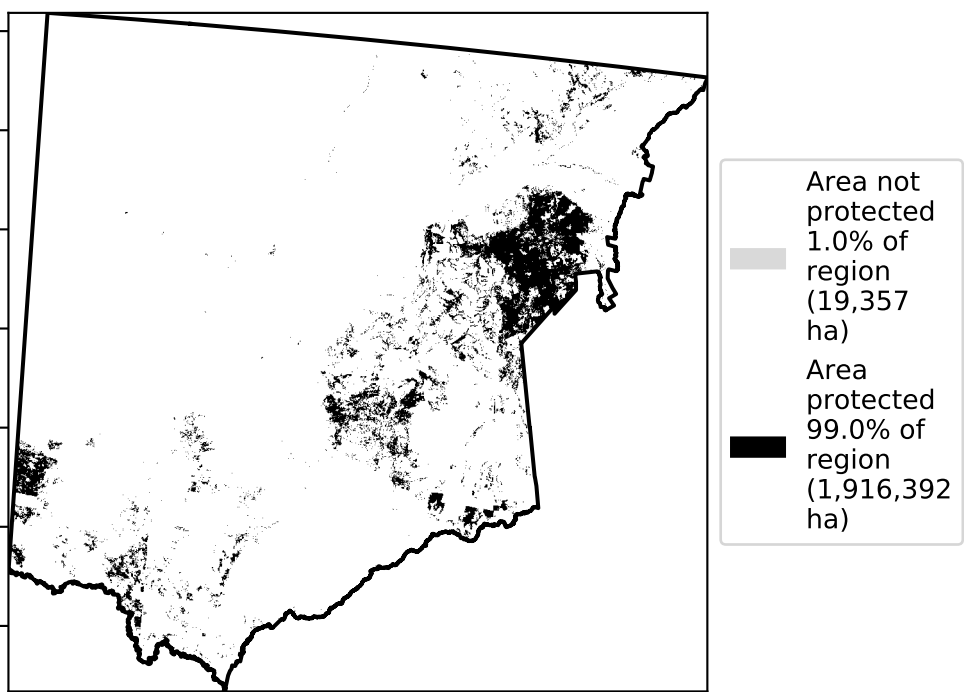 Area not
protected
1.0% of
region
(19,357
ha)
Area
protected
99.0% of
region
(1,916,392
ha)